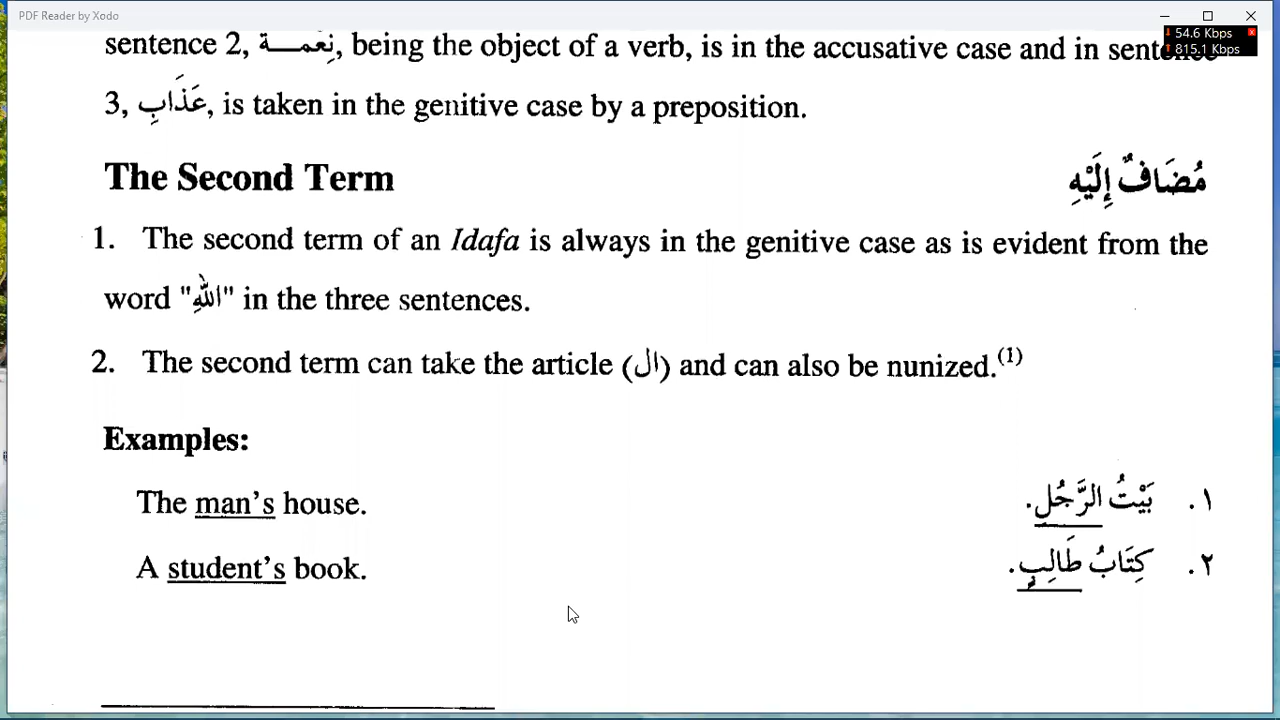 PDF Reader by Xodo
54.6 Kbps
815.1 Kbps
sentence 2, نِعْمـــة, being the object of a verb, is in the accusative case and in sentence
3, عَذَابِ, is taken in the genitive case by a preposition.
The Second Term مُضَافٌ إِلَيْهِ
1. The second term of an Idafa is always in the genitive case as is evident from the
word "اللهِ" in the three sentences.
2. The second term can take the article (ال) and can also be nunized.(1)
Examples:
The man's house. ١. بَيْتُ الرَّجُلِ.
A student's book. ٢. كِتَابُ طَالِبٍ.